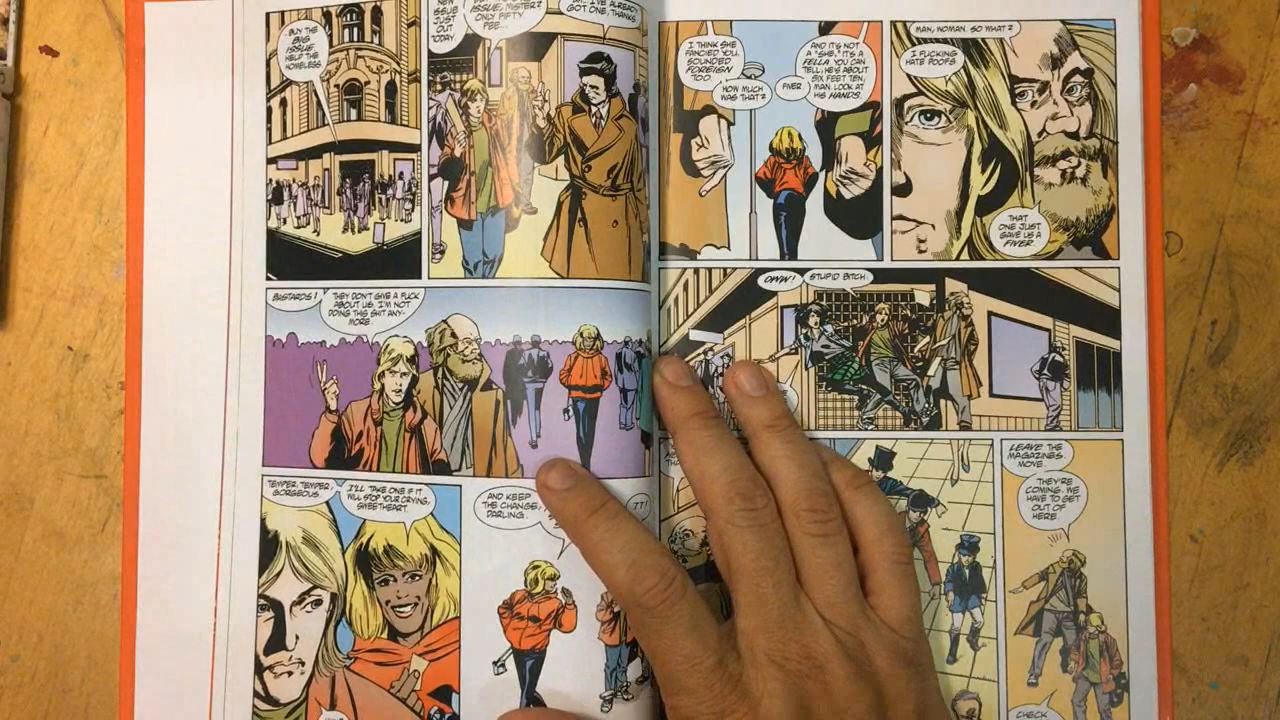 BUY THE
BIG
ISSUE.
HELP THE
HOMELESS.
NEW
ISSUE
JUST
OUT
TODAY.
ISSUE, MISTER?
ONLY FIFTY
PEE...
I'VE ALREADY
GOT ONE, THANKS.
BASTARDS!
THEY DON'T GIVE A FUCK
ABOUT US. I'M NOT
DOING THIS SHIT ANY-
MORE.
TEMPER, TEMPER,
GORGEOUS.
I'LL TAKE ONE IF IT
WILL STOP YOUR CRYING,
SWEETHEART.
AND KEEP
THE CHANGE,
DARLING.
I THINK SHE
FANCIED YOU.
SOUNDED
FOREIGN
TOO.
HOW MUCH
WAS THAT?
FIVER.
AND IT'S NOT
A "SHE." IT'S A
FELLA. YOU CAN
TELL; HE'S ABOUT
SIX FEET TEN,
MAN. LOOK AT
HIS HANDS.
MAN, WOMAN. SO WHAT?
I FUCKING
HATE POOFS.
THAT
ONE JUST
GAVE US A
FIVER.
OWW!
STUPID BITCH.
LEAVE THE
MAGAZINES.
MOVE.
THEY'RE
COMING. WE
HAVE TO GET
OUT OF
HERE.
CHECK